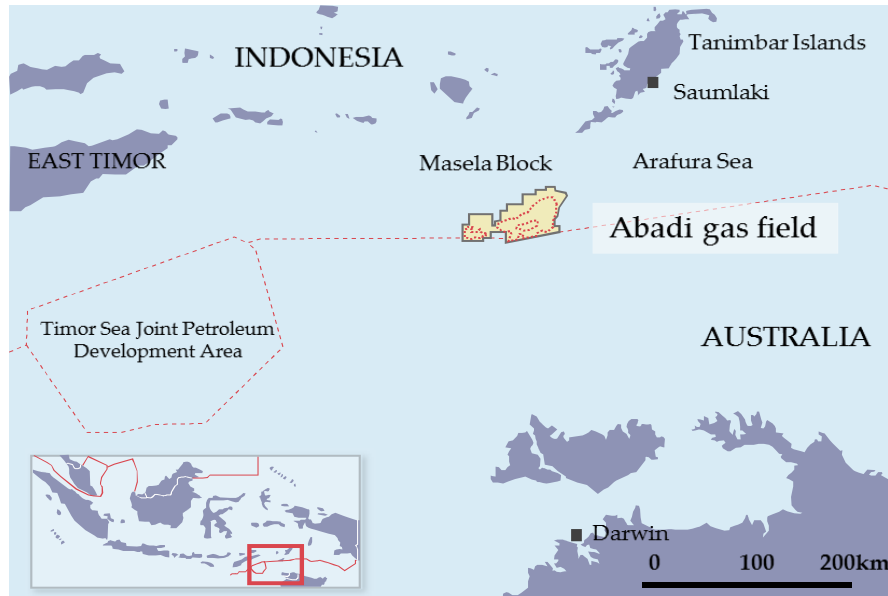 INDONESIA
Tanimbar Islands
Saumlaki
EAST TIMOR
Masela Block
Arafura Sea
Abadi gas field
Timor Sea Joint Petroleum
Development Area
AUSTRALIA
Darwin
0 100 200km